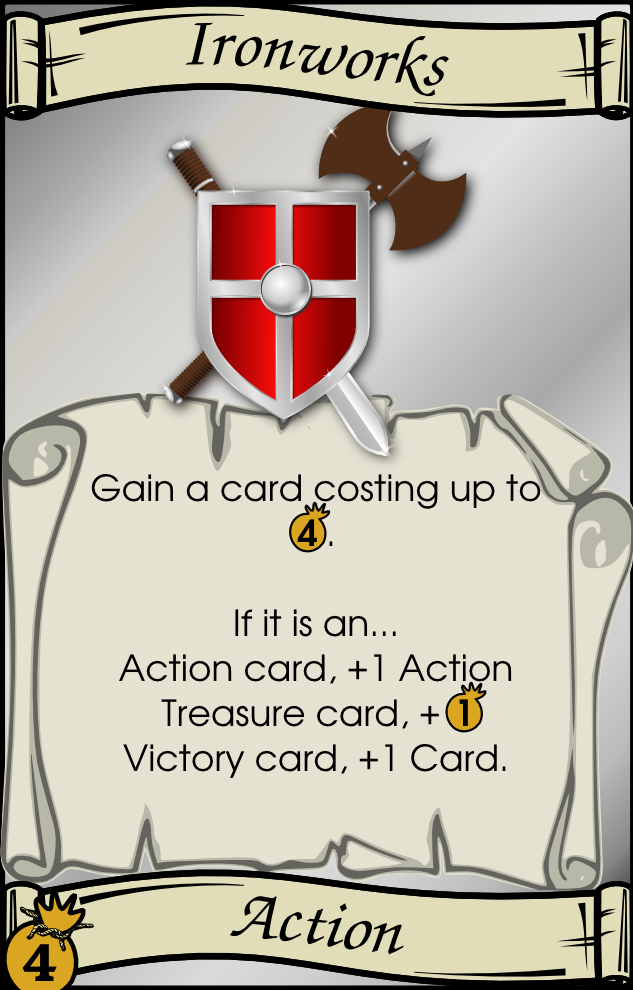 Ironworks
Gain a card costing up to
4.
If it is an...
Action card, +1 Action
Treasure card, +1
Victory card, +1 Card.
Action
4